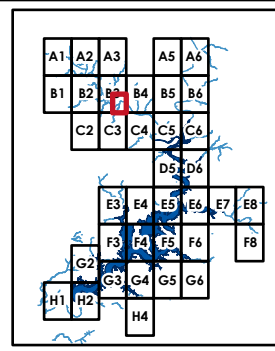 A1 A2 A3 A5 A6
B1 B2 B3 B4 B5 B6
C2 C3 C4 C5 C6
D5 D6
E3 E4 E5 E6 E7 E8
F3 F4 F5 F6 F8
G2
G3 G4 G5 G6
H1 H2
H4